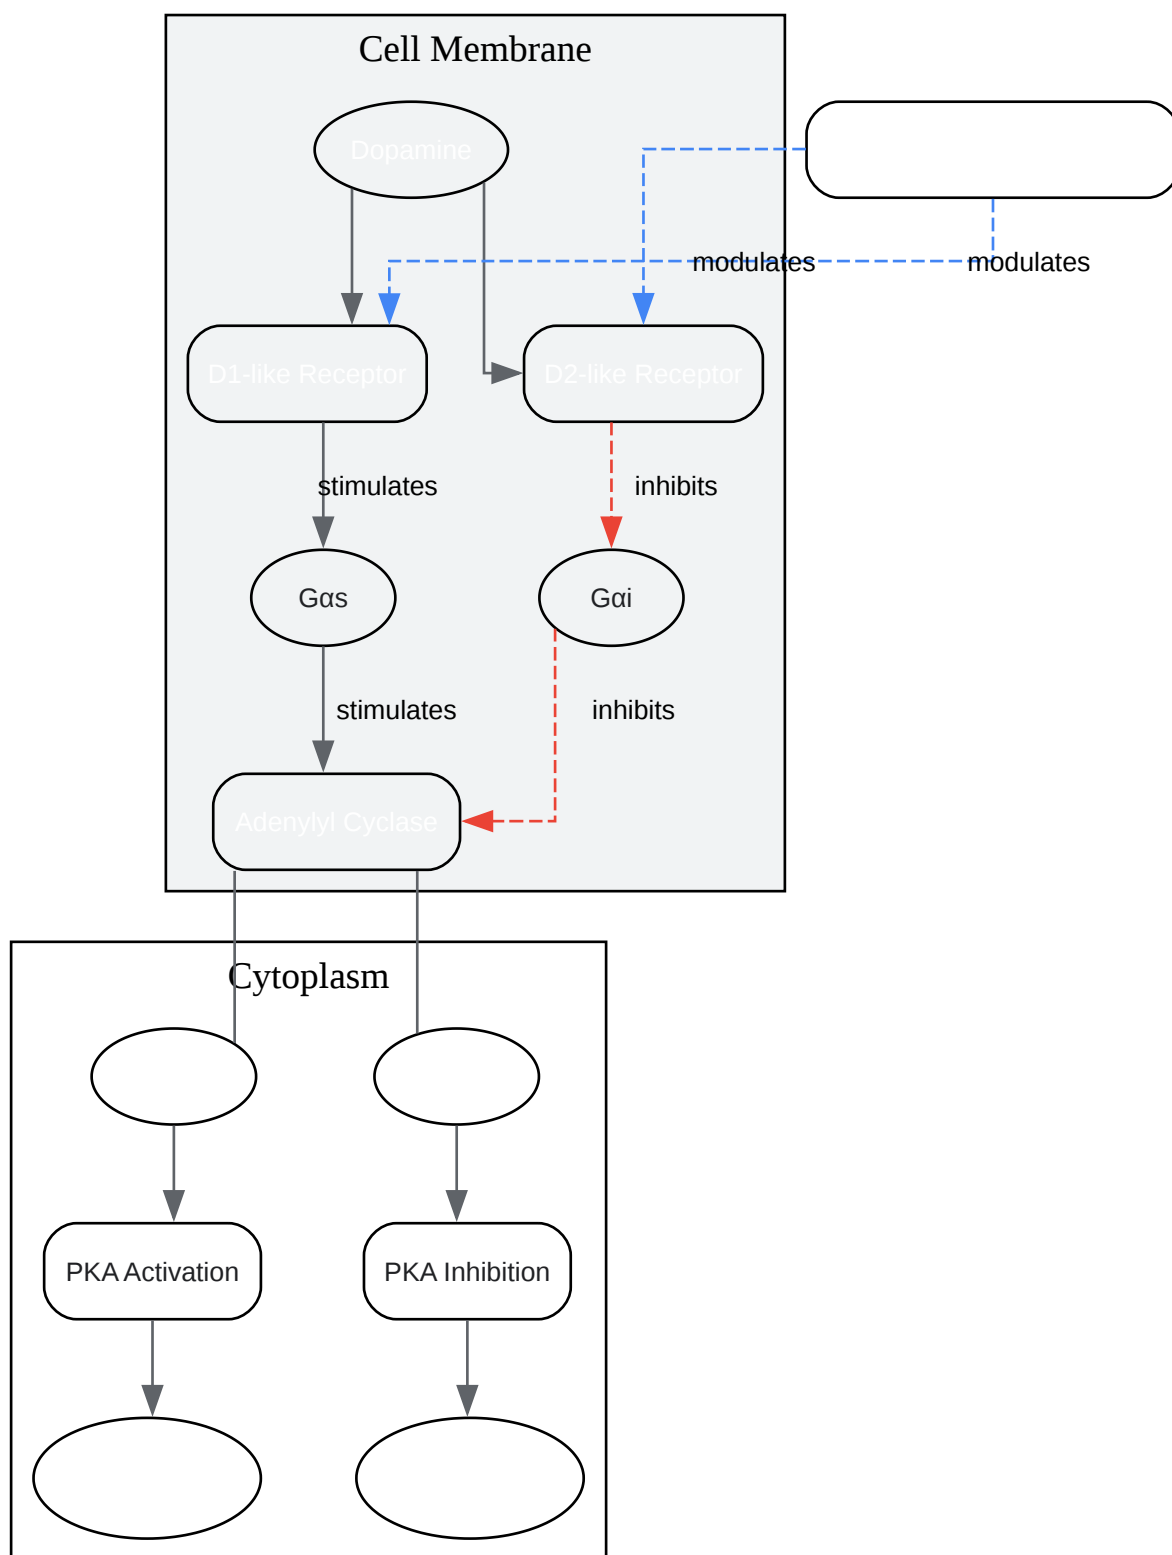 Cell Membrane
Dopamine
modulates
modulates
D1-like Receptor
D2-like Receptor
stimulates
inhibits
Gαs
Gαi
stimulates
inhibits
Adenylyl Cyclase
Cytoplasm
PKA Activation
PKA Inhibition